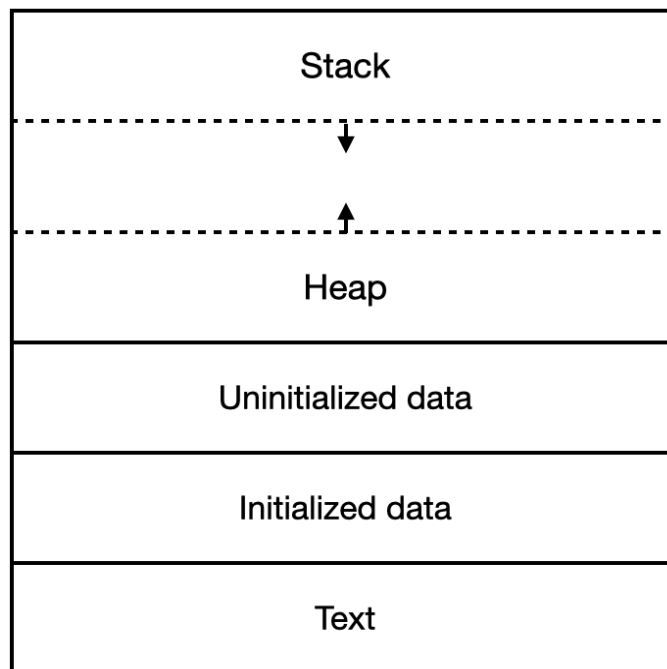 Stack
Heap
Uninitialized data
Initialized data
Text